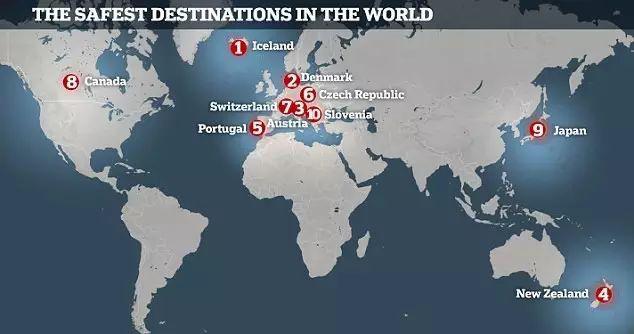 THE SAFEST DESTINATIONS IN THE WORLD
1 Iceland
8 Canada
2 Denmark
6 Czech Republic
Switzerland 7 3 10 Slovenia
Austria
Portugal 5
9 Japan
New Zealand 4